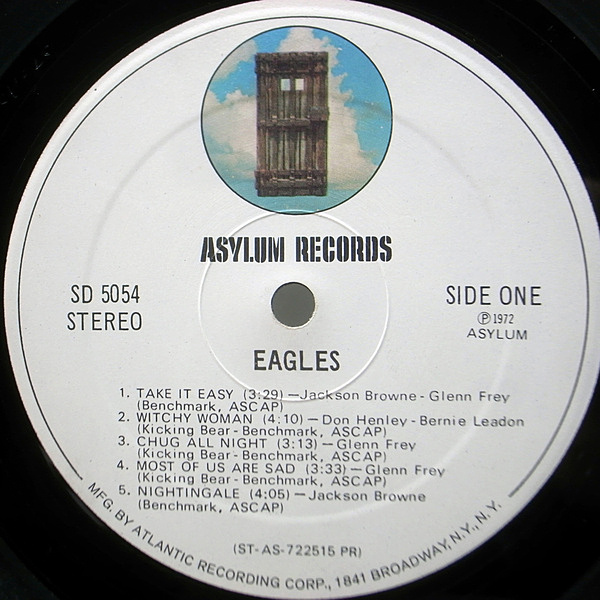 ASYLUM RECORDS
SD 5054
STEREO
SIDE ONE
Ⓟ 1972
ASYLUM
EAGLES
1. TAKE IT EASY (3:29) — Jackson Browne - Glenn Frey
(Benchmark, ASCAP)
2. WITCHY WOMAN (4:10) — Don Henley - Bernie Leadon
(Kicking Bear - Benchmark, ASCAP)
3. CHUG ALL NIGHT (3:13) — Glenn Frey
(Kicking Bear - Benchmark, ASCAP)
4. MOST OF US ARE SAD (3:33) — Glenn Frey
(Kicking Bear - Benchmark, ASCAP)
5. NIGHTINGALE (4:05) — Jackson Browne
(Benchmark, ASCAP)
(ST-AS-722515 PR)
MFG. BY ATLANTIC RECORDING CORP., 1841 BROADWAY, N.Y., N.Y.